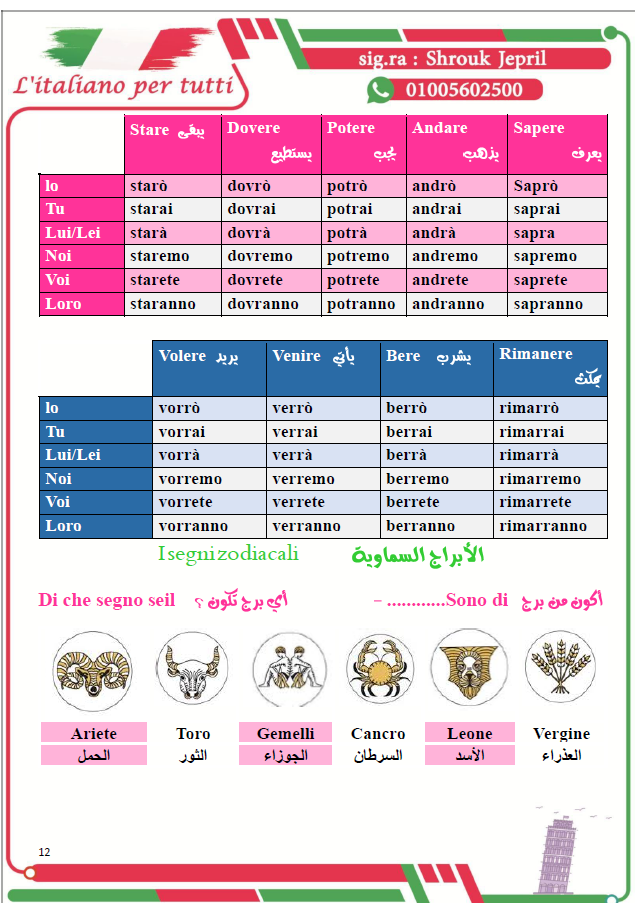 L'italiano per tutti
sig.ra : Shrouk Jepril
01005602500
Stare يبقى Dovere Potere Andare Sapere
يستطيع يجب يذهب يعرف
lo starò dovrò potrò andrò Saprò
Tu starai dovrai potrai andrai saprai
Lui/Lei starà dovrà potrà andrà sapra
Noi staremo dovremo potremo andremo sapremo
Voi starete dovrete potrete andrete saprete
Loro staranno dovranno potranno andranno sapranno
Volere يريد Venire يأتي Bere يشرب Rimanere
يمكث
lo vorrò verrò berrò rimarrò
Tu vorrai verrai berrai rimarrai
Lui/Lei vorrà verrà berrà rimarrà
Noi vorremo verremo berremo rimarremo
Voi vorrete verrete berrete rimarrete
Loro vorranno verranno berranno rimarranno
Isegnizodiacali الأبراج السماوية
Di che segno seil أي برج تكون ؟ – ............Sono di أكون من برج
Ariete Toro Gemelli Cancro Leone Vergine
الحمل الثور الجوزاء السرطان الأسد العذراء
12